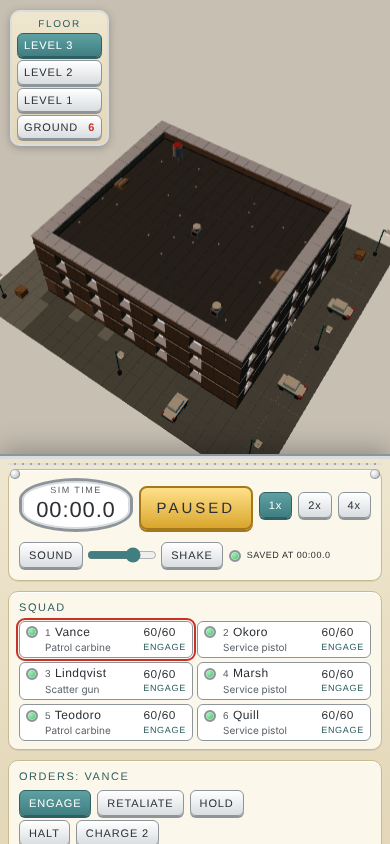 FLOOR
LEVEL 3
LEVEL 2
LEVEL 1
GROUND 6
SIM TIME
00:00.0
PAUSED
1x 2x 4x
SOUND SHAKE SAVED AT 00:00.0
SQUAD
1 Vance 60/60
Patrol carbine ENGAGE
2 Okoro 60/60
Service pistol ENGAGE
3 Lindqvist 60/60
Scatter gun ENGAGE
4 Marsh 60/60
Service pistol ENGAGE
5 Teodoro 60/60
Patrol carbine ENGAGE
6 Quill 60/60
Service pistol ENGAGE
ORDERS: VANCE
ENGAGE RETALIATE HOLD
HALT CHARGE 2